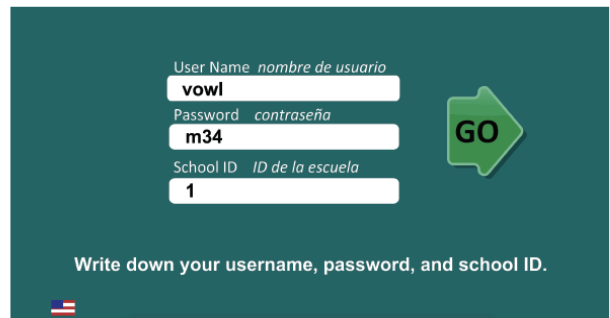 User Name nombre de usuario
vowl
Password contraseña
m34
GO
School ID ID de la escuela
1
Write down your username, password, and school ID.